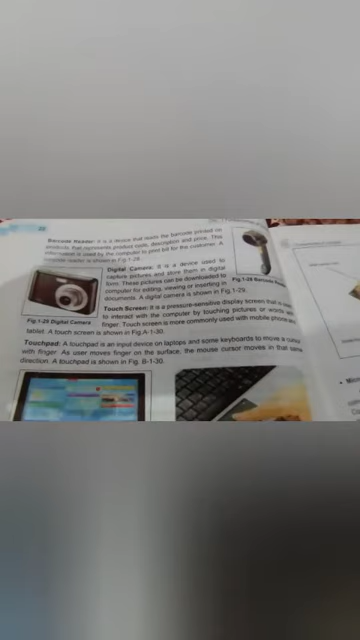 20
Barcode Reader: It is a device that reads the barcode printed on
products that represents product code, description and price. This
information is used by the computer to print bill for the customer. A
barcode reader is shown in Fig.1-28.
Fig.1-28 Barcode Reader
Digital Camera: It is a device used to
capture pictures and store them in digital
form. These pictures can be downloaded to
computer for editing, viewing or inserting in
documents. A digital camera is shown in Fig.1-29.
Fig.1-29 Digital Camera
Touch Screen: It is a pressure-sensitive display screen that is
to interact with the computer by touching pictures or words with
finger. Touch screen is more commonly used with mobile phone and
tablet. A touch screen is shown in Fig.A-1-30.
Touchpad: A touchpad is an input device on laptops and some keyboards to move a cursor
with finger. As user moves finger on the surface, the mouse cursor moves in that same
direction. A touchpad is shown in Fig. B-1-30.